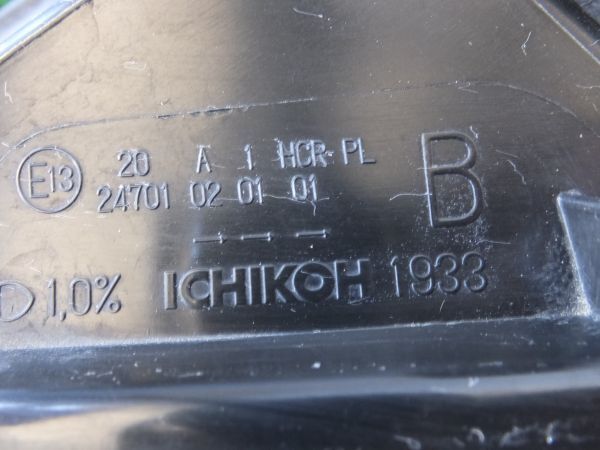 E13 20 A 1 HCR-PL B
24701 02 01 01
1,0% ICHIKOH 1933